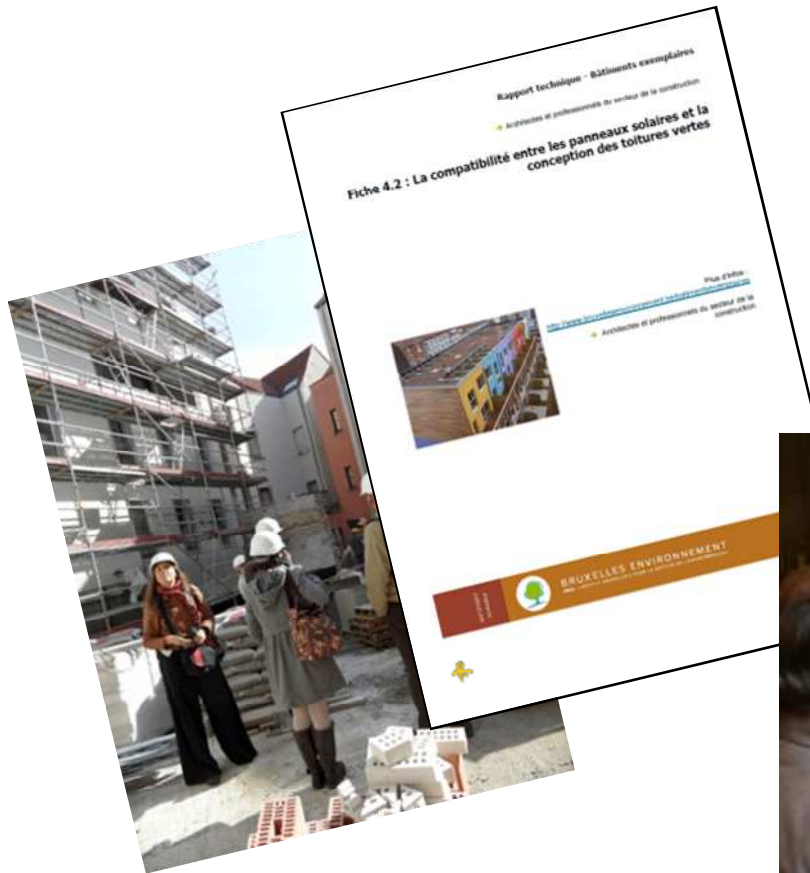 Rapport technique - Bâtiments exemplaires
Architectes et professionnels du secteur de la construction
Fiche 4.2 : La compatibilité entre les panneaux solaires et la
conception des toitures vertes
Plus d'infos :
Architectes et professionnels du secteur de la
construction
BRUXELLES ENVIRONNEMENT